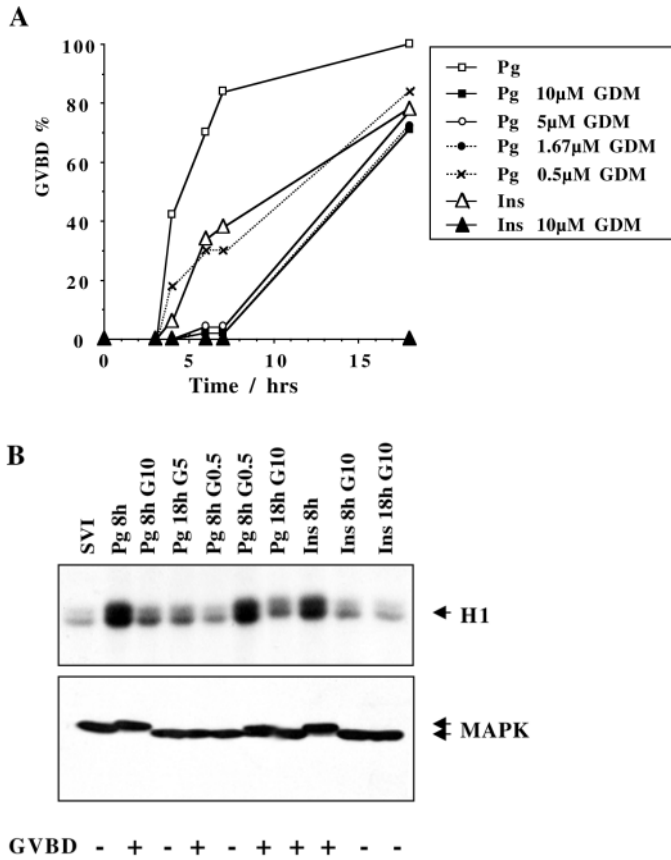 A
100
80
60
40
20
0
GVBD %
0 5 10 15
Time / hrs
Pg
Pg 10μM GDM
Pg 5μM GDM
Pg 1.67μM GDM
Pg 0.5μM GDM
Ins
Ins 10μM GDM
B
SVI
Pg 8h
Pg 8h G10
Pg 18h G5
Pg 8h G0.5
Pg 8h G0.5
Pg 18h G10
Ins 8h
Ins 8h G10
Ins 18h G10
H1
MAPK
GVBD - + - + - + + + - -